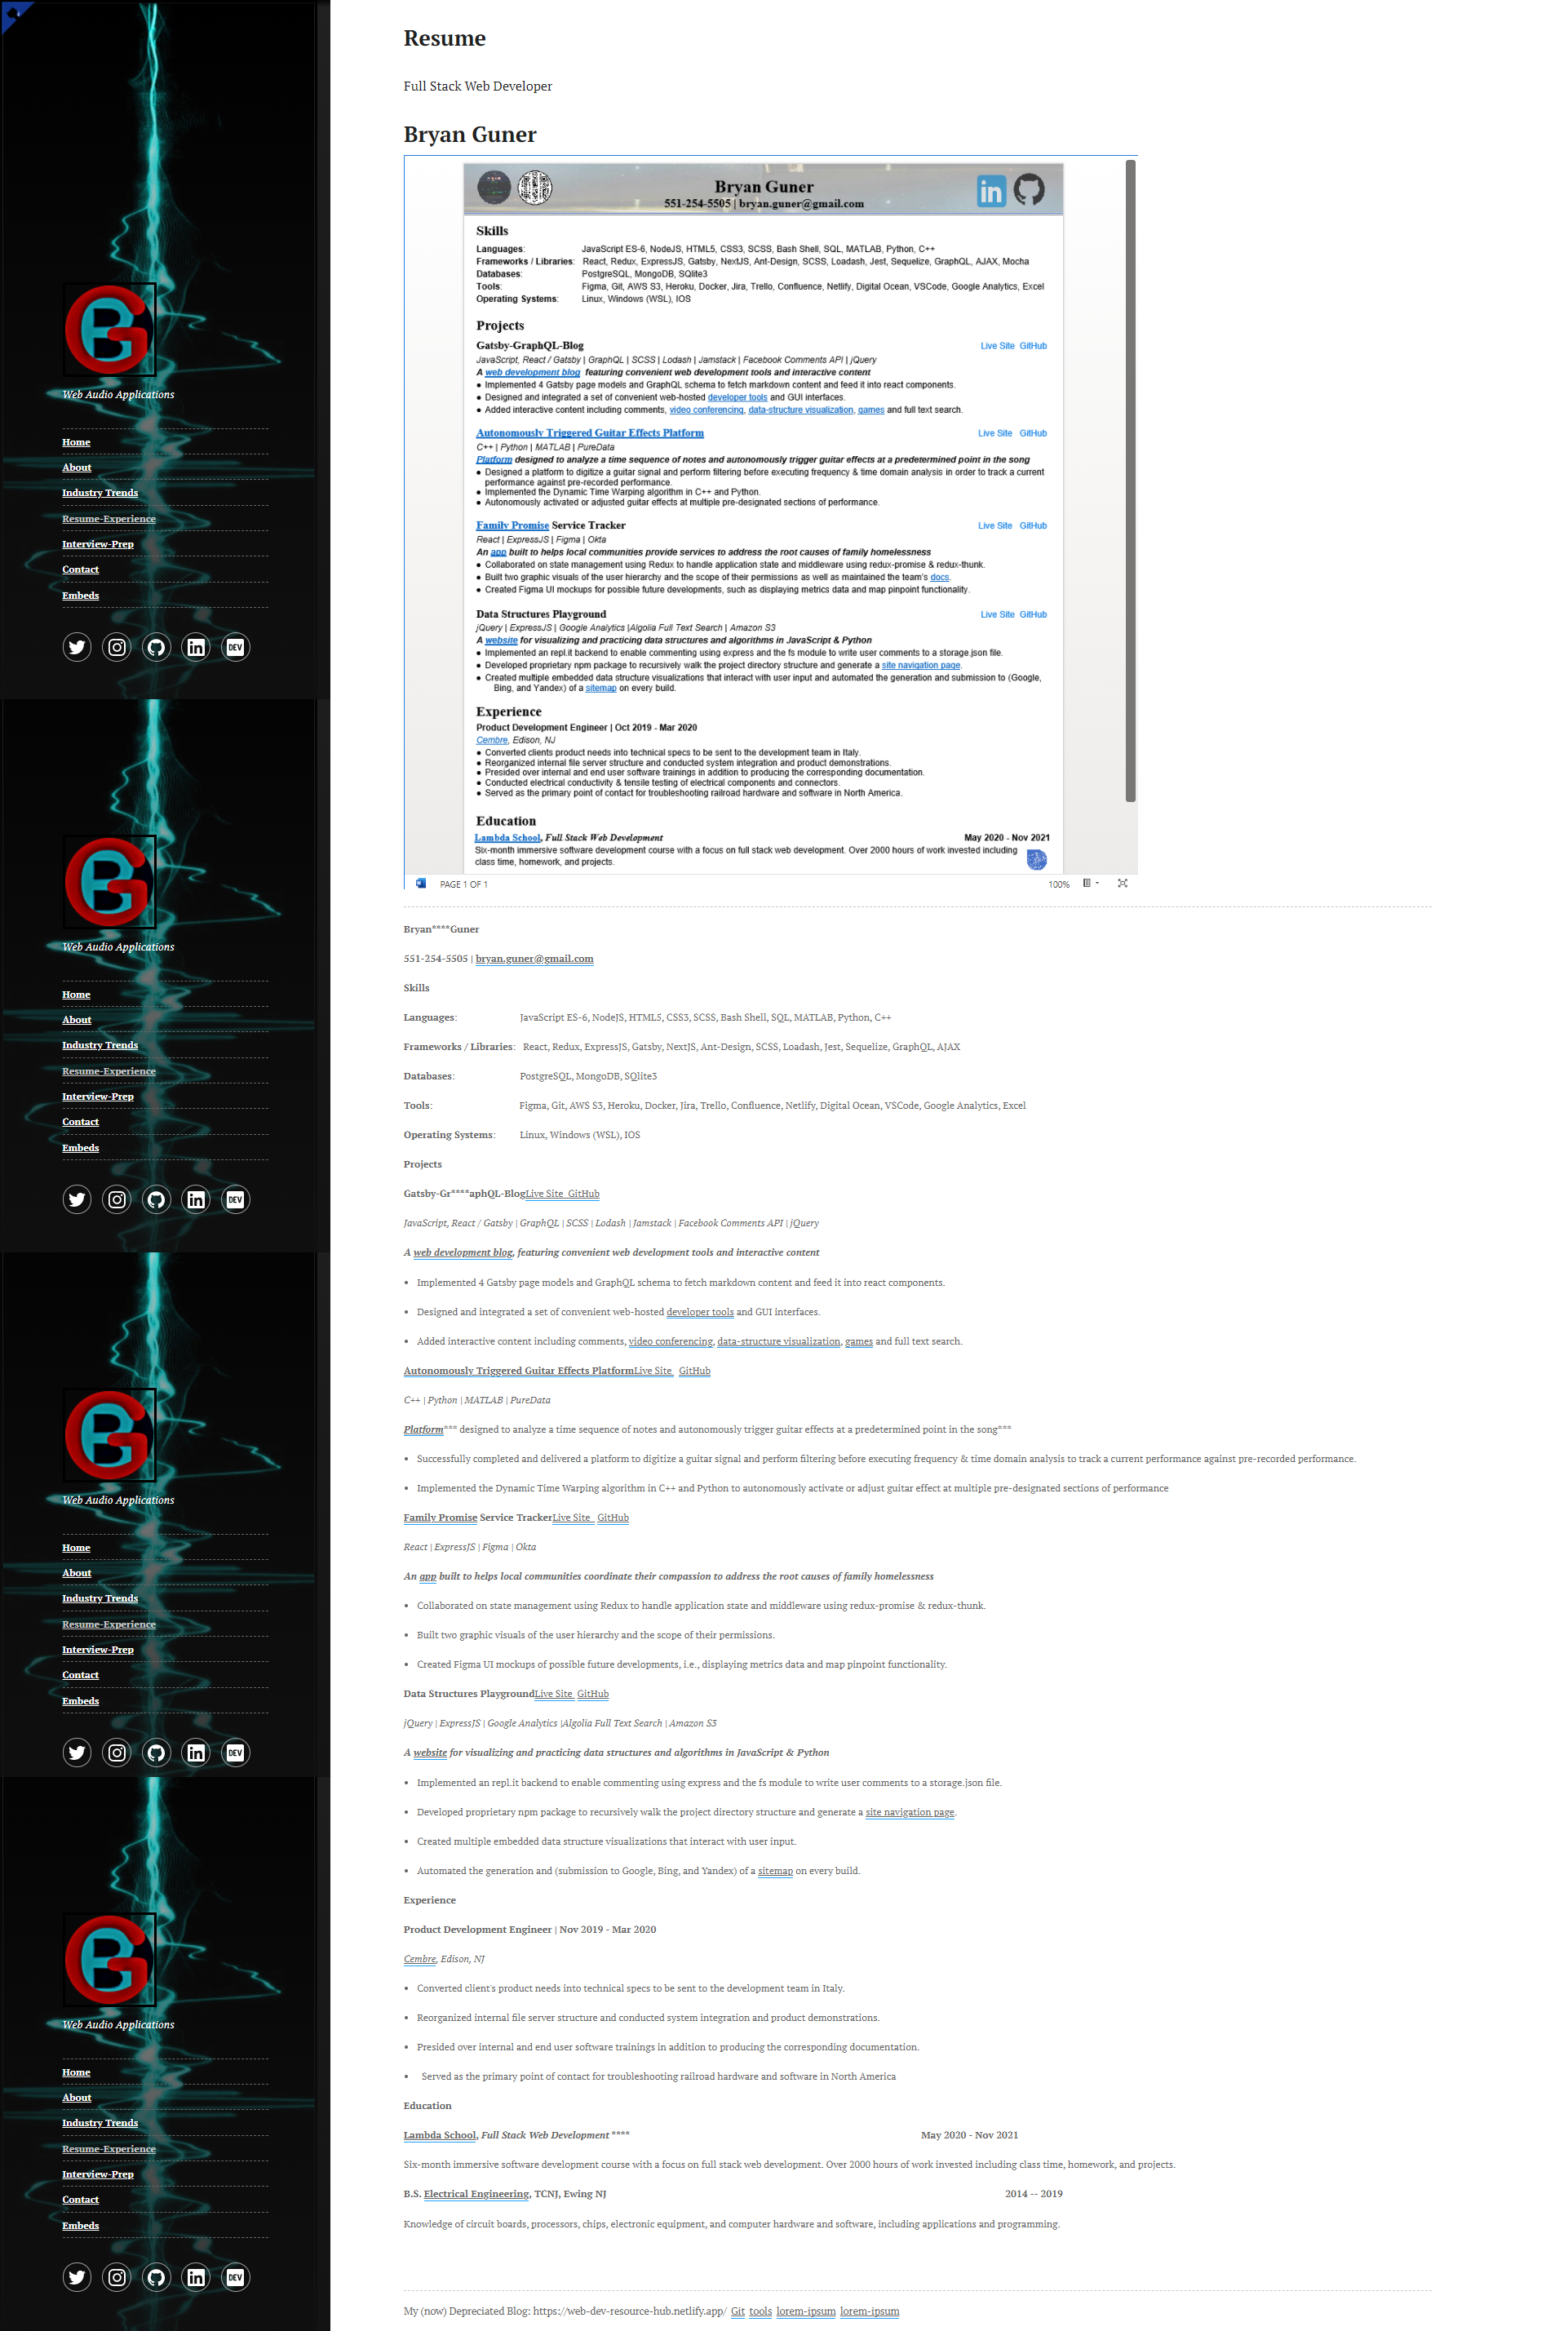 Web Audio Applications
Home
About
Industry Trends
Resume-Experience
Interview-Prep
Contact
Embeds
DEV
Web Audio Applications
Home
About
Industry Trends
Resume-Experience
Interview-Prep
Contact
Embeds
DEV
Web Audio Applications
Home
About
Industry Trends
Resume-Experience
Interview-Prep
Contact
Embeds
DEV
Web Audio Applications
Home
About
Industry Trends
Resume-Experience
Interview-Prep
Contact
Embeds
DEV
Resume
Full Stack Web Developer
Bryan Guner
Bryan Guner
551-254-5505 | bryan.guner@gmail.com
in
Skills
Languages: JavaScript ES-6, NodeJS, HTML5, CSS3, SCSS, Bash Shell, SQL, MATLAB, Python, C++
Frameworks / Libraries: React, Redux, ExpressJS, Gatsby, NextJS, Ant-Design, SCSS, Loadash, Jest, Sequelize, GraphQL, AJAX, Mocha
Databases: PostgreSQL, MongoDB, SQlite3
Tools: Figma, Git, AWS S3, Heroku, Docker, Jira, Trello, Confluence, Netlify, Digital Ocean, VSCode, Google Analytics, Excel
Operating Systems: Linux, Windows (WSL), IOS
Projects
Gatsby-GraphQL-Blog Live Site GitHub
JavaScript, React / Gatsby | GraphQL | SCSS | Lodash | Jamstack | Facebook Comments API | jQuery
A web development blog featuring convenient web development tools and interactive content
● Implemented 4 Gatsby page models and GraphQL schema to fetch markdown content and feed it into react components.
● Designed and integrated a set of convenient web-hosted developer tools and GUI interfaces.
● Added interactive content including comments, video conferencing, data-structure visualization, games and full text search.
Autonomously Triggered Guitar Effects Platform Live Site GitHub
C++ | Python | MATLAB | PureData
Platform designed to analyze a time sequence of notes and autonomously trigger guitar effects at a predetermined point in the song
● Designed a platform to digitize a guitar signal and perform filtering before executing frequency & time domain analysis in order to track a current
performance against pre-recorded performance.
● Implemented the Dynamic Time Warping algorithm in C++ and Python.
● Autonomously activated or adjusted guitar effects at multiple pre-designated sections of performance.
Family Promise Service Tracker Live Site GitHub
React | ExpressJS | Figma | Okta
An app built to helps local communities provide services to address the root causes of family homelessness
● Collaborated on state management using Redux to handle application state and middleware using redux-promise & redux-thunk.
● Built two graphic visuals of the user hierarchy and the scope of their permissions as well as maintained the team's docs.
● Created Figma UI mockups for possible future developments, such as displaying metrics data and map pinpoint functionality.
Data Structures Playground Live Site GitHub
jQuery | ExpressJS | Google Analytics |Algolia Full Text Search | Amazon S3
A website for visualizing and practicing data structures and algorithms in JavaScript & Python
● Implemented an repl.it backend to enable commenting using express and the fs module to write user comments to a storage.json file.
● Developed proprietary npm package to recursively walk the project directory structure and generate a site navigation page.
● Created multiple embedded data structure visualizations that interact with user input and automated the generation and submission to (Google,
Bing, and Yandex) of a sitemap on every build.
Experience
Product Development Engineer | Oct 2019 - Mar 2020
Cembre, Edison, NJ
● Converted clients product needs into technical specs to be sent to the development team in Italy.
● Reorganized internal file server structure and conducted system integration and product demonstrations.
● Presided over internal and end user software trainings in addition to producing the corresponding documentation.
● Conducted electrical conductivity & tensile testing of electrical components and connectors.
● Served as the primary point of contact for troubleshooting railroad hardware and software in North America.
Education
Lambda School, Full Stack Web Development May 2020 - Nov 2021
Six-month immersive software development course with a focus on full stack web development. Over 2000 hours of work invested including
class time, homework, and projects.
PAGE 1 OF 1 100%
Bryan****Guner
551-254-5505 | bryan.guner@gmail.com
Skills
Languages: JavaScript ES-6, NodeJS, HTML5, CSS3, SCSS, Bash Shell, SQL, MATLAB, Python, C++
Frameworks / Libraries: React, Redux, ExpressJS, Gatsby, NextJS, Ant-Design, SCSS, Loadash, Jest, Sequelize, GraphQL, AJAX
Databases: PostgreSQL, MongoDB, SQlite3
Tools: Figma, Git, AWS S3, Heroku, Docker, Jira, Trello, Confluence, Netlify, Digital Ocean, VSCode, Google Analytics, Excel
Operating Systems: Linux, Windows (WSL), IOS
Projects
Gatsby-Gr****aphQL-BlogLive Site GitHub
JavaScript, React / Gatsby | GraphQL | SCSS | Lodash | Jamstack | Facebook Comments API | jQuery
A web development blog, featuring convenient web development tools and interactive content
• Implemented 4 Gatsby page models and GraphQL schema to fetch markdown content and feed it into react components.
• Designed and integrated a set of convenient web-hosted developer tools and GUI interfaces.
• Added interactive content including comments, video conferencing, data-structure visualization, games and full text search.
Autonomously Triggered Guitar Effects PlatformLive Site GitHub
C++ | Python | MATLAB | PureData
Platform*** designed to analyze a time sequence of notes and autonomously trigger guitar effects at a predetermined point in the song***
• Successfully completed and delivered a platform to digitize a guitar signal and perform filtering before executing frequency & time domain analysis to track a current performance against pre-recorded performance.
• Implemented the Dynamic Time Warping algorithm in C++ and Python to autonomously activate or adjust guitar effect at multiple pre-designated sections of performance
Family Promise Service TrackerLive Site GitHub
React | ExpressJS | Figma | Okta
An app built to helps local communities coordinate their compassion to address the root causes of family homelessness
• Collaborated on state management using Redux to handle application state and middleware using redux-promise & redux-thunk.
• Built two graphic visuals of the user hierarchy and the scope of their permissions.
• Created Figma UI mockups of possible future developments, i.e., displaying metrics data and map pinpoint functionality.
Data Structures PlaygroundLive Site GitHub
jQuery | ExpressJS | Google Analytics |Algolia Full Text Search | Amazon S3
A website for visualizing and practicing data structures and algorithms in JavaScript & Python
• Implemented an repl.it backend to enable commenting using express and the fs module to write user comments to a storage.json file.
• Developed proprietary npm package to recursively walk the project directory structure and generate a site navigation page.
• Created multiple embedded data structure visualizations that interact with user input.
• Automated the generation and (submission to Google, Bing, and Yandex) of a sitemap on every build.
Experience
Product Development Engineer | Nov 2019 - Mar 2020
Cembre, Edison, NJ
• Converted client's product needs into technical specs to be sent to the development team in Italy.
• Reorganized internal file server structure and conducted system integration and product demonstrations.
• Presided over internal and end user software trainings in addition to producing the corresponding documentation.
• Served as the primary point of contact for troubleshooting railroad hardware and software in North America
Education
Lambda School, Full Stack Web Development **** May 2020 - Nov 2021
Six-month immersive software development course with a focus on full stack web development. Over 2000 hours of work invested including class time, homework, and projects.
B.S. Electrical Engineering, TCNJ, Ewing NJ 2014 -- 2019
Knowledge of circuit boards, processors, chips, electronic equipment, and computer hardware and software, including applications and programming.
My (now) Depreciated Blog: https://web-dev-resource-hub.netlify.app/ Git tools lorem-ipsum lorem-ipsum